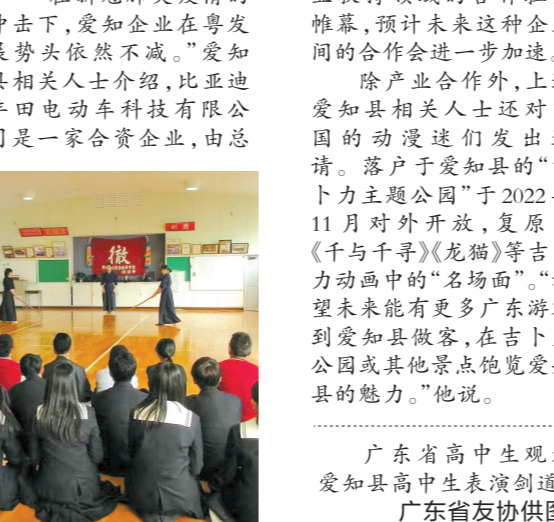 冲击下，爱知企业在粤发
展势头依然不减。”爱知
县相关人士介绍，比亚迪
丰田电动车科技有限公
司是一家合资企业，由总
徹
帷幕，预计未来这种企
间的合作会进一步加速。
除产业合作外，上
爱知县相关人士还对
国的动漫迷们发出
请。落户于爱知县的“
卜力主题公园”于2022
11月对外开放，复原
《千与千寻》《龙猫》等吉
力动画中的“名场面”。“
望未来能有更多广东游
到爱知县做客，在吉卜
公园或其他景点饱览爱
县的魅力。”他说。
广东省高中生观
爱知县高中生表演剑道
广东省友协供图